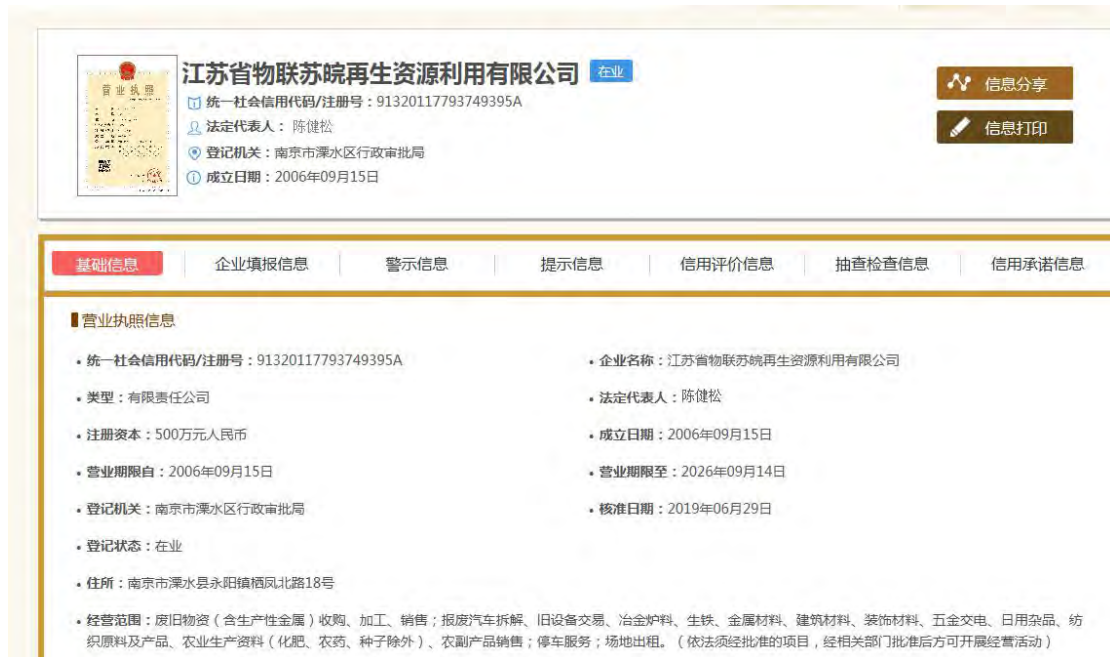 营业执照
江苏省物联苏皖再生资源利用有限公司 在业
统一社会信用代码/注册号：91320117793749395A
法定代表人： 陈健松
登记机关：南京市溧水区行政审批局
成立日期：2006年09月15日
信息分享
信息打印
基础信息 企业填报信息 警示信息 提示信息 信用评价信息 抽查检查信息 信用承诺信息
营业执照信息
• 统一社会信用代码/注册号：91320117793749395A • 企业名称：江苏省物联苏皖再生资源利用有限公司
• 类型：有限责任公司 • 法定代表人：陈健松
• 注册资本：500万元人民币 • 成立日期：2006年09月15日
• 营业期限自：2006年09月15日 • 营业期限至：2026年09月14日
• 登记机关：南京市溧水区行政审批局 • 核准日期：2019年06月29日
• 登记状态：在业
• 住所：南京市溧水县永阳镇栖凤北路18号
• 经营范围：废旧物资（含生产性金属）收购、加工、销售；报废汽车拆解、旧设备交易、冶金炉料、生铁、金属材料、建筑材料、装饰材料、五金交电、日用杂品、纺
织原料及产品、农业生产资料（化肥、农药、种子除外）、农副产品销售；停车服务；场地出租。（依法须经批准的项目，经相关部门批准后方可开展经营活动）